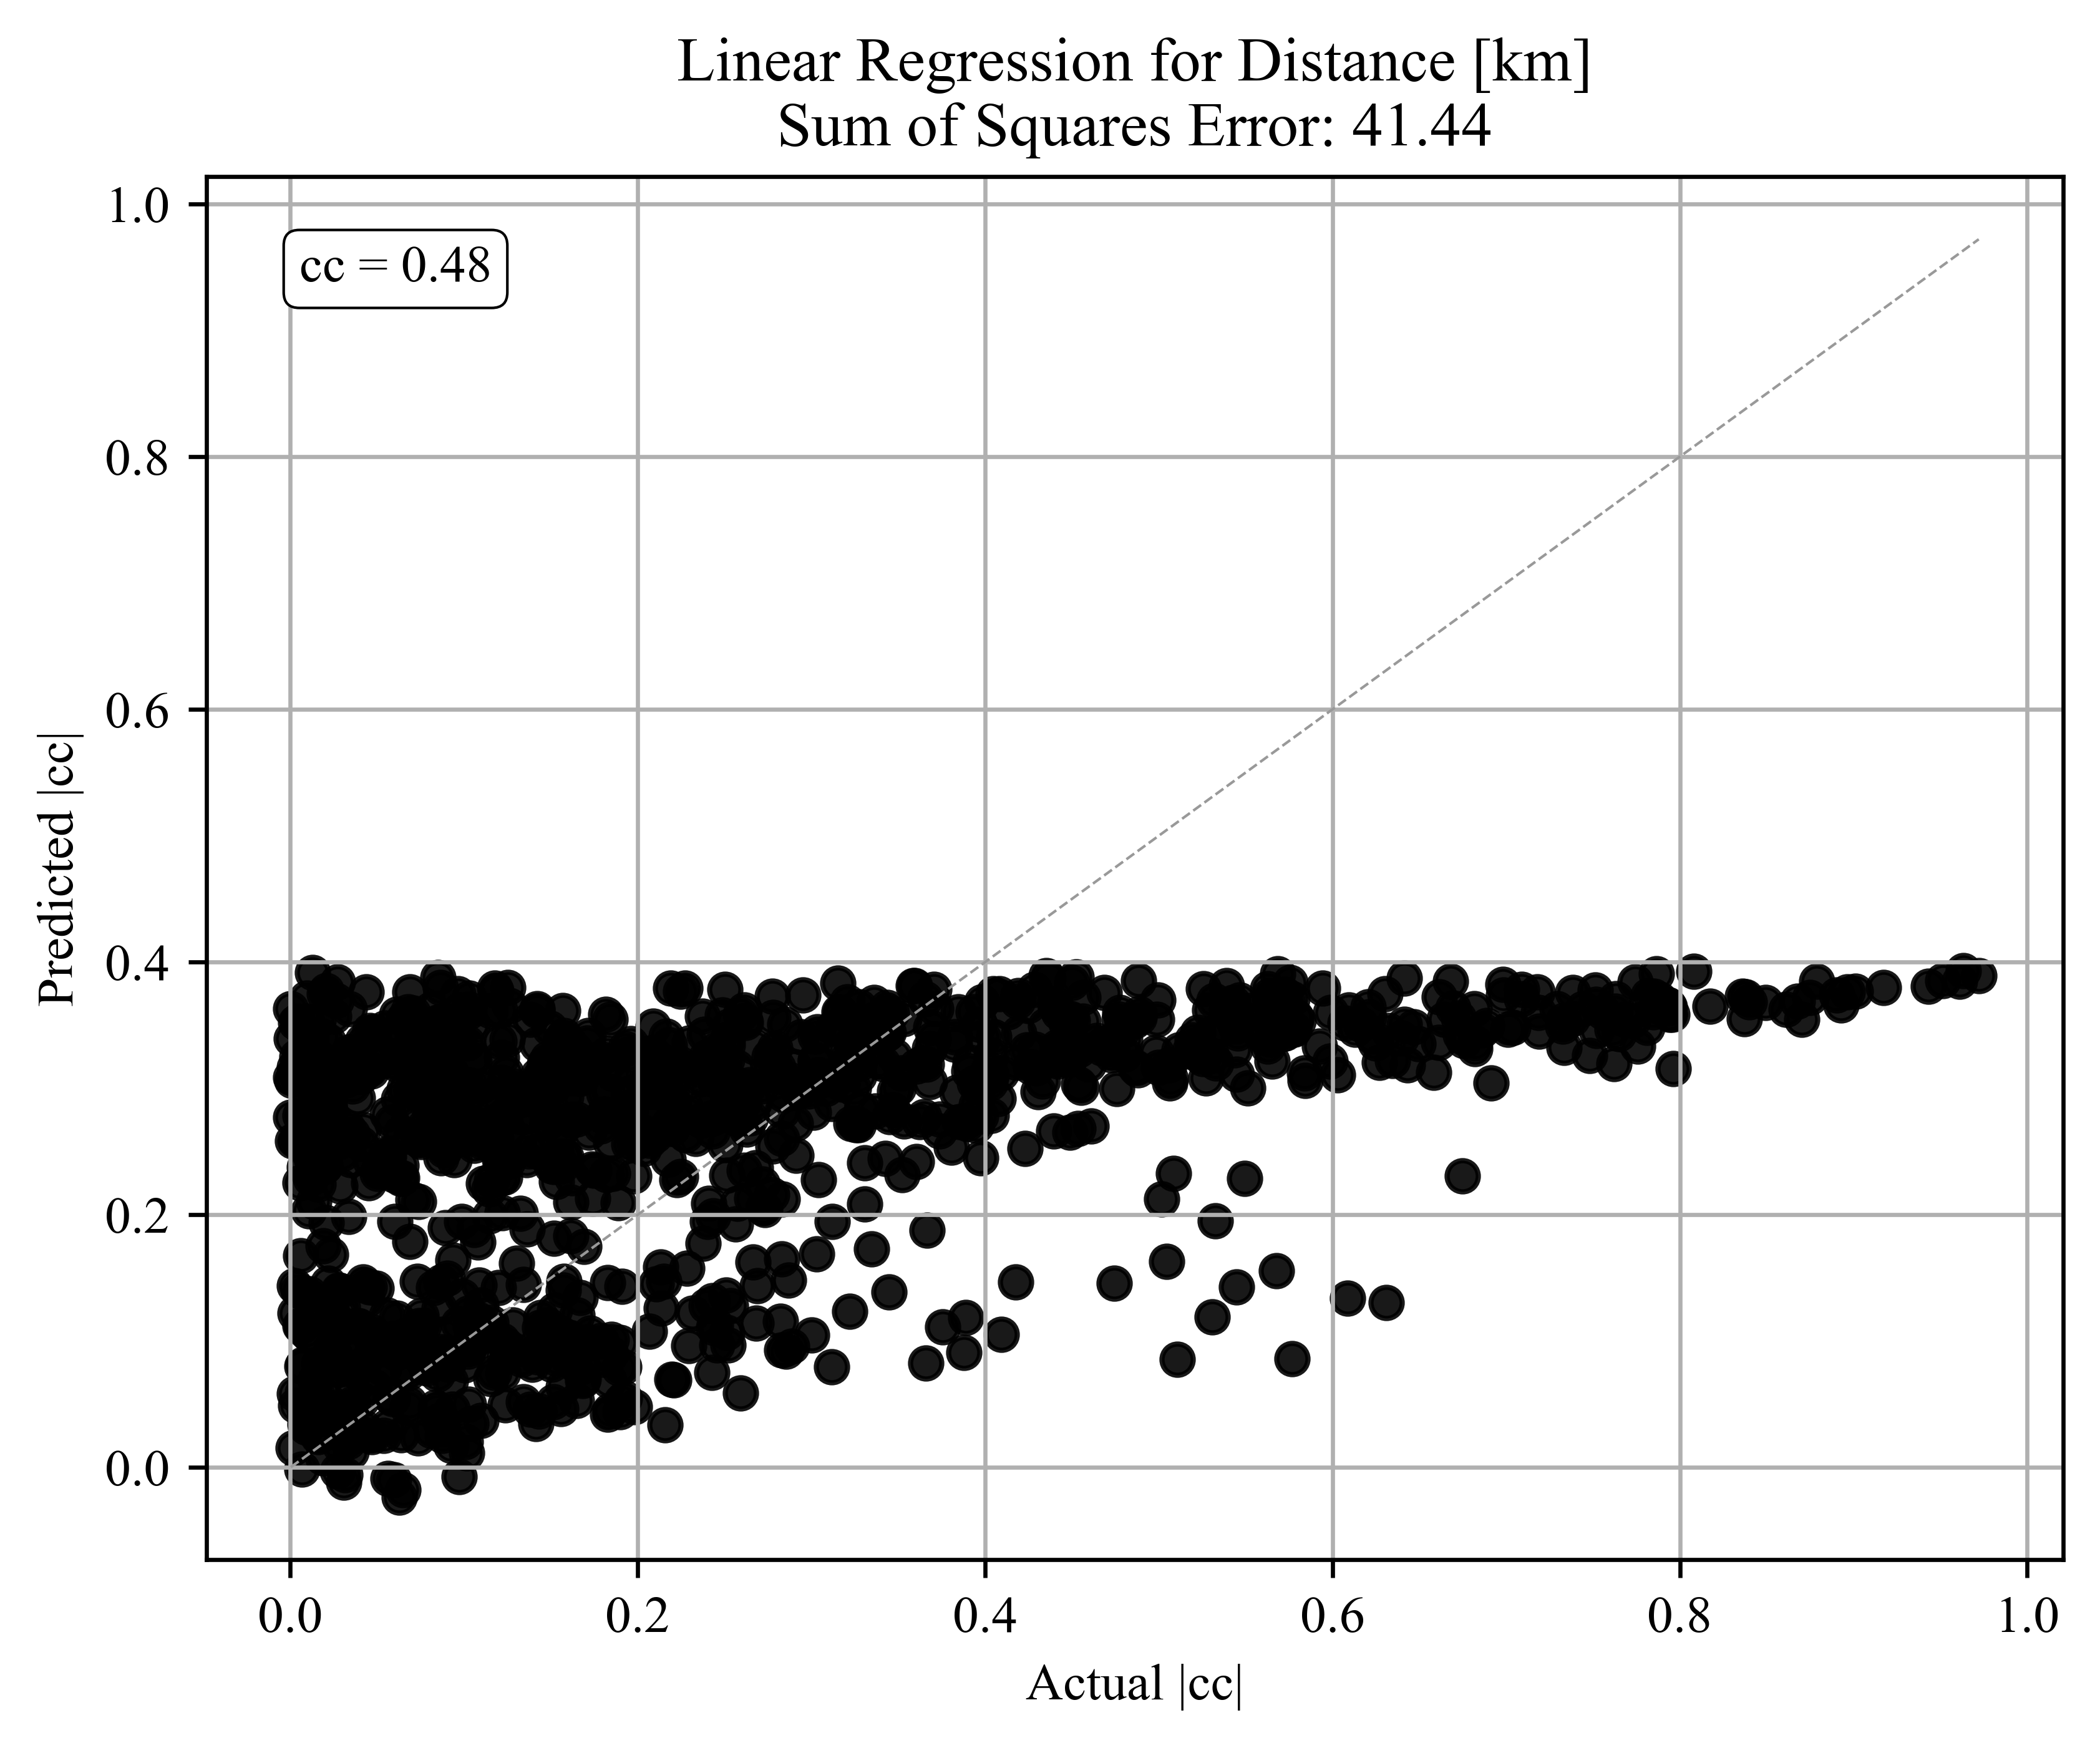 Linear Regression for Distance [km]
Sum of Squares Error: 41.44
cc = 0.48
1.0
0.8
0.6
0.4
0.2
0.0
Predicted |cc|
0.0 0.2 0.4 0.6 0.8 1.0
Actual |cc|